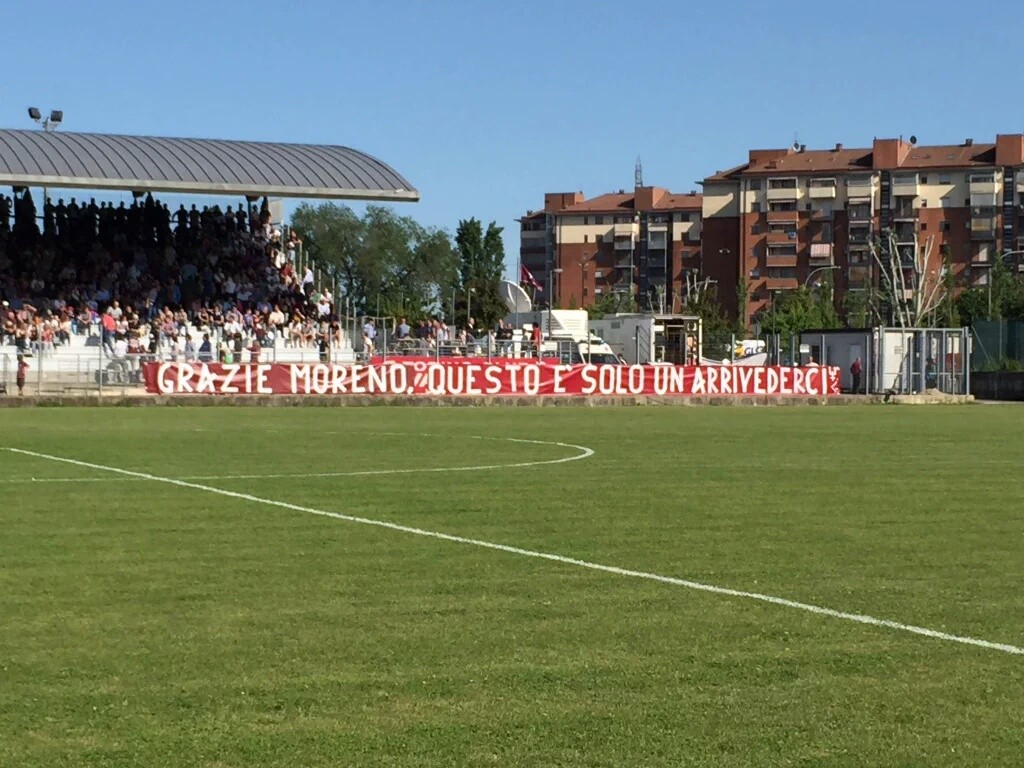 GRAZIE MORENO, QUESTO E' SOLO UN ARRIVEDERCI